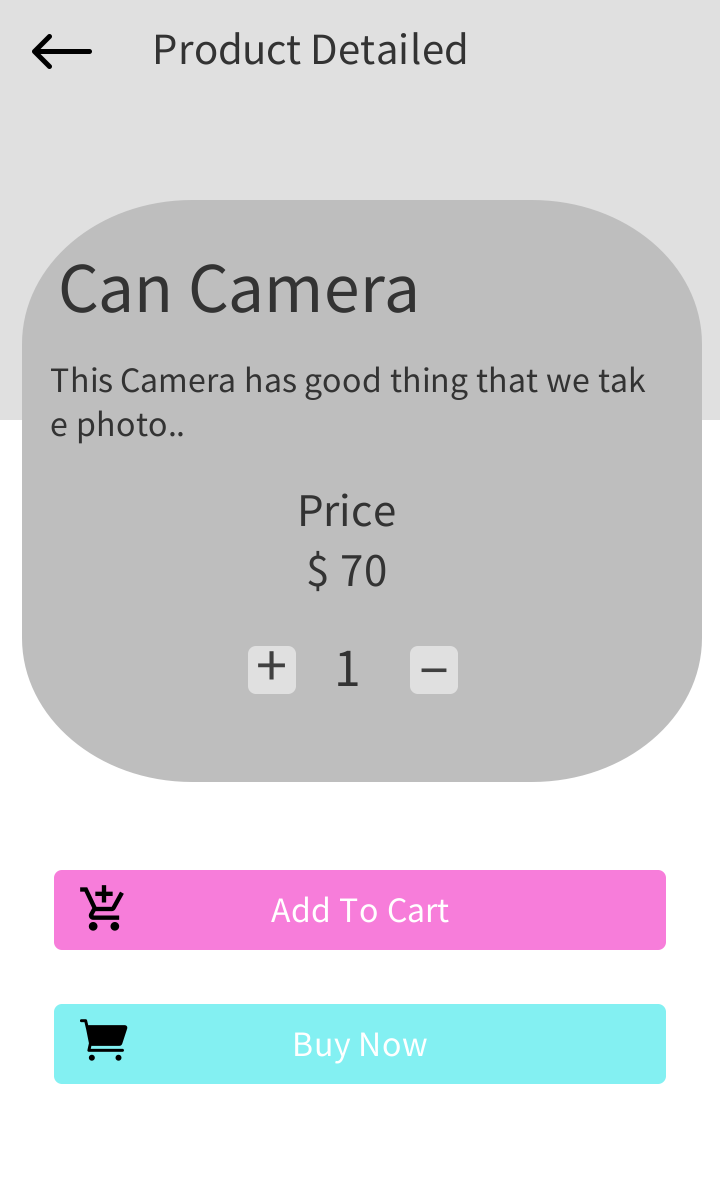 Product Detailed
Can Camera
This Camera has good thing that we tak
e photo..
Price
$ 70
+ 1 −
Add To Cart
Buy Now